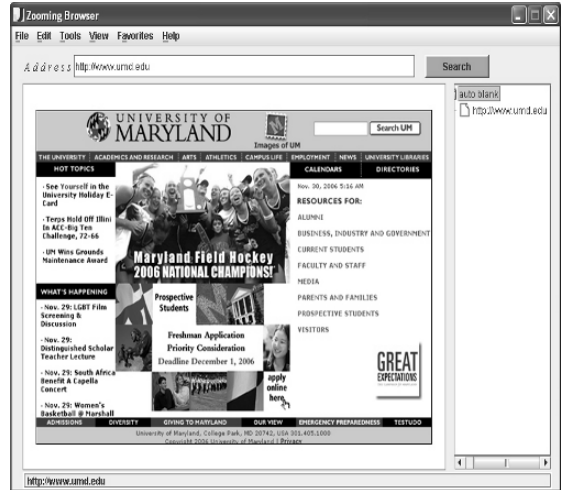 Zooming Browser
File Edit Tools View Favorites Help
Address http://www.umd.edu Search
auto blank
http://www.umd.edu
UNIVERSITY OF
MARYLAND
Images of UM
Search UM
THE UNIVERSITY ACADEMICS AND RESEARCH ARTS ATHLETICS CAMPUS LIFE EMPLOYMENT NEWS UNIVERSITY LIBRARIES
HOT TOPICS
CALENDARS DIRECTORIES
· See Yourself in the
University Holiday E-
Card
· Terps Hold Off Illini
In ACC-Big Ten
Challenge, 72-66
· UM Wins Grounds
Maintenance Award
WHAT'S HAPPENING
· Nov. 29: LGBT Film
Screening &
Discussion
· Nov. 29:
Distinguished Scholar
Teacher Lecture
· Nov. 29: South Africa
Benefit A Capella
Concert
· Nov. 29: Women's
Basketball @ Marshall
Maryland Field Hockey
2006 NATIONAL CHAMPIONS!
Prospective
Students
Freshman Application
Priority Consideration
Deadline December 1, 2006
apply
online
here
Nov. 30, 2006 5:16 AM
RESOURCES FOR:
ALUMNI
BUSINESS, INDUSTRY AND GOVERNMENT
CURRENT STUDENTS
FACULTY AND STAFF
MEDIA
PARENTS AND FAMILIES
PROSPECTIVE STUDENTS
VISITORS
GREAT
EXPECTATIONS
ADMISSIONS DIVERSITY GIVING TO MARYLAND OUR VIEW EMERGENCY PREPAREDNESS TESTUDO
University of Maryland, College Park, MD 20742, USA 301.405.1000
Copyright 2006 University of Maryland | Privacy
http://www.umd.edu